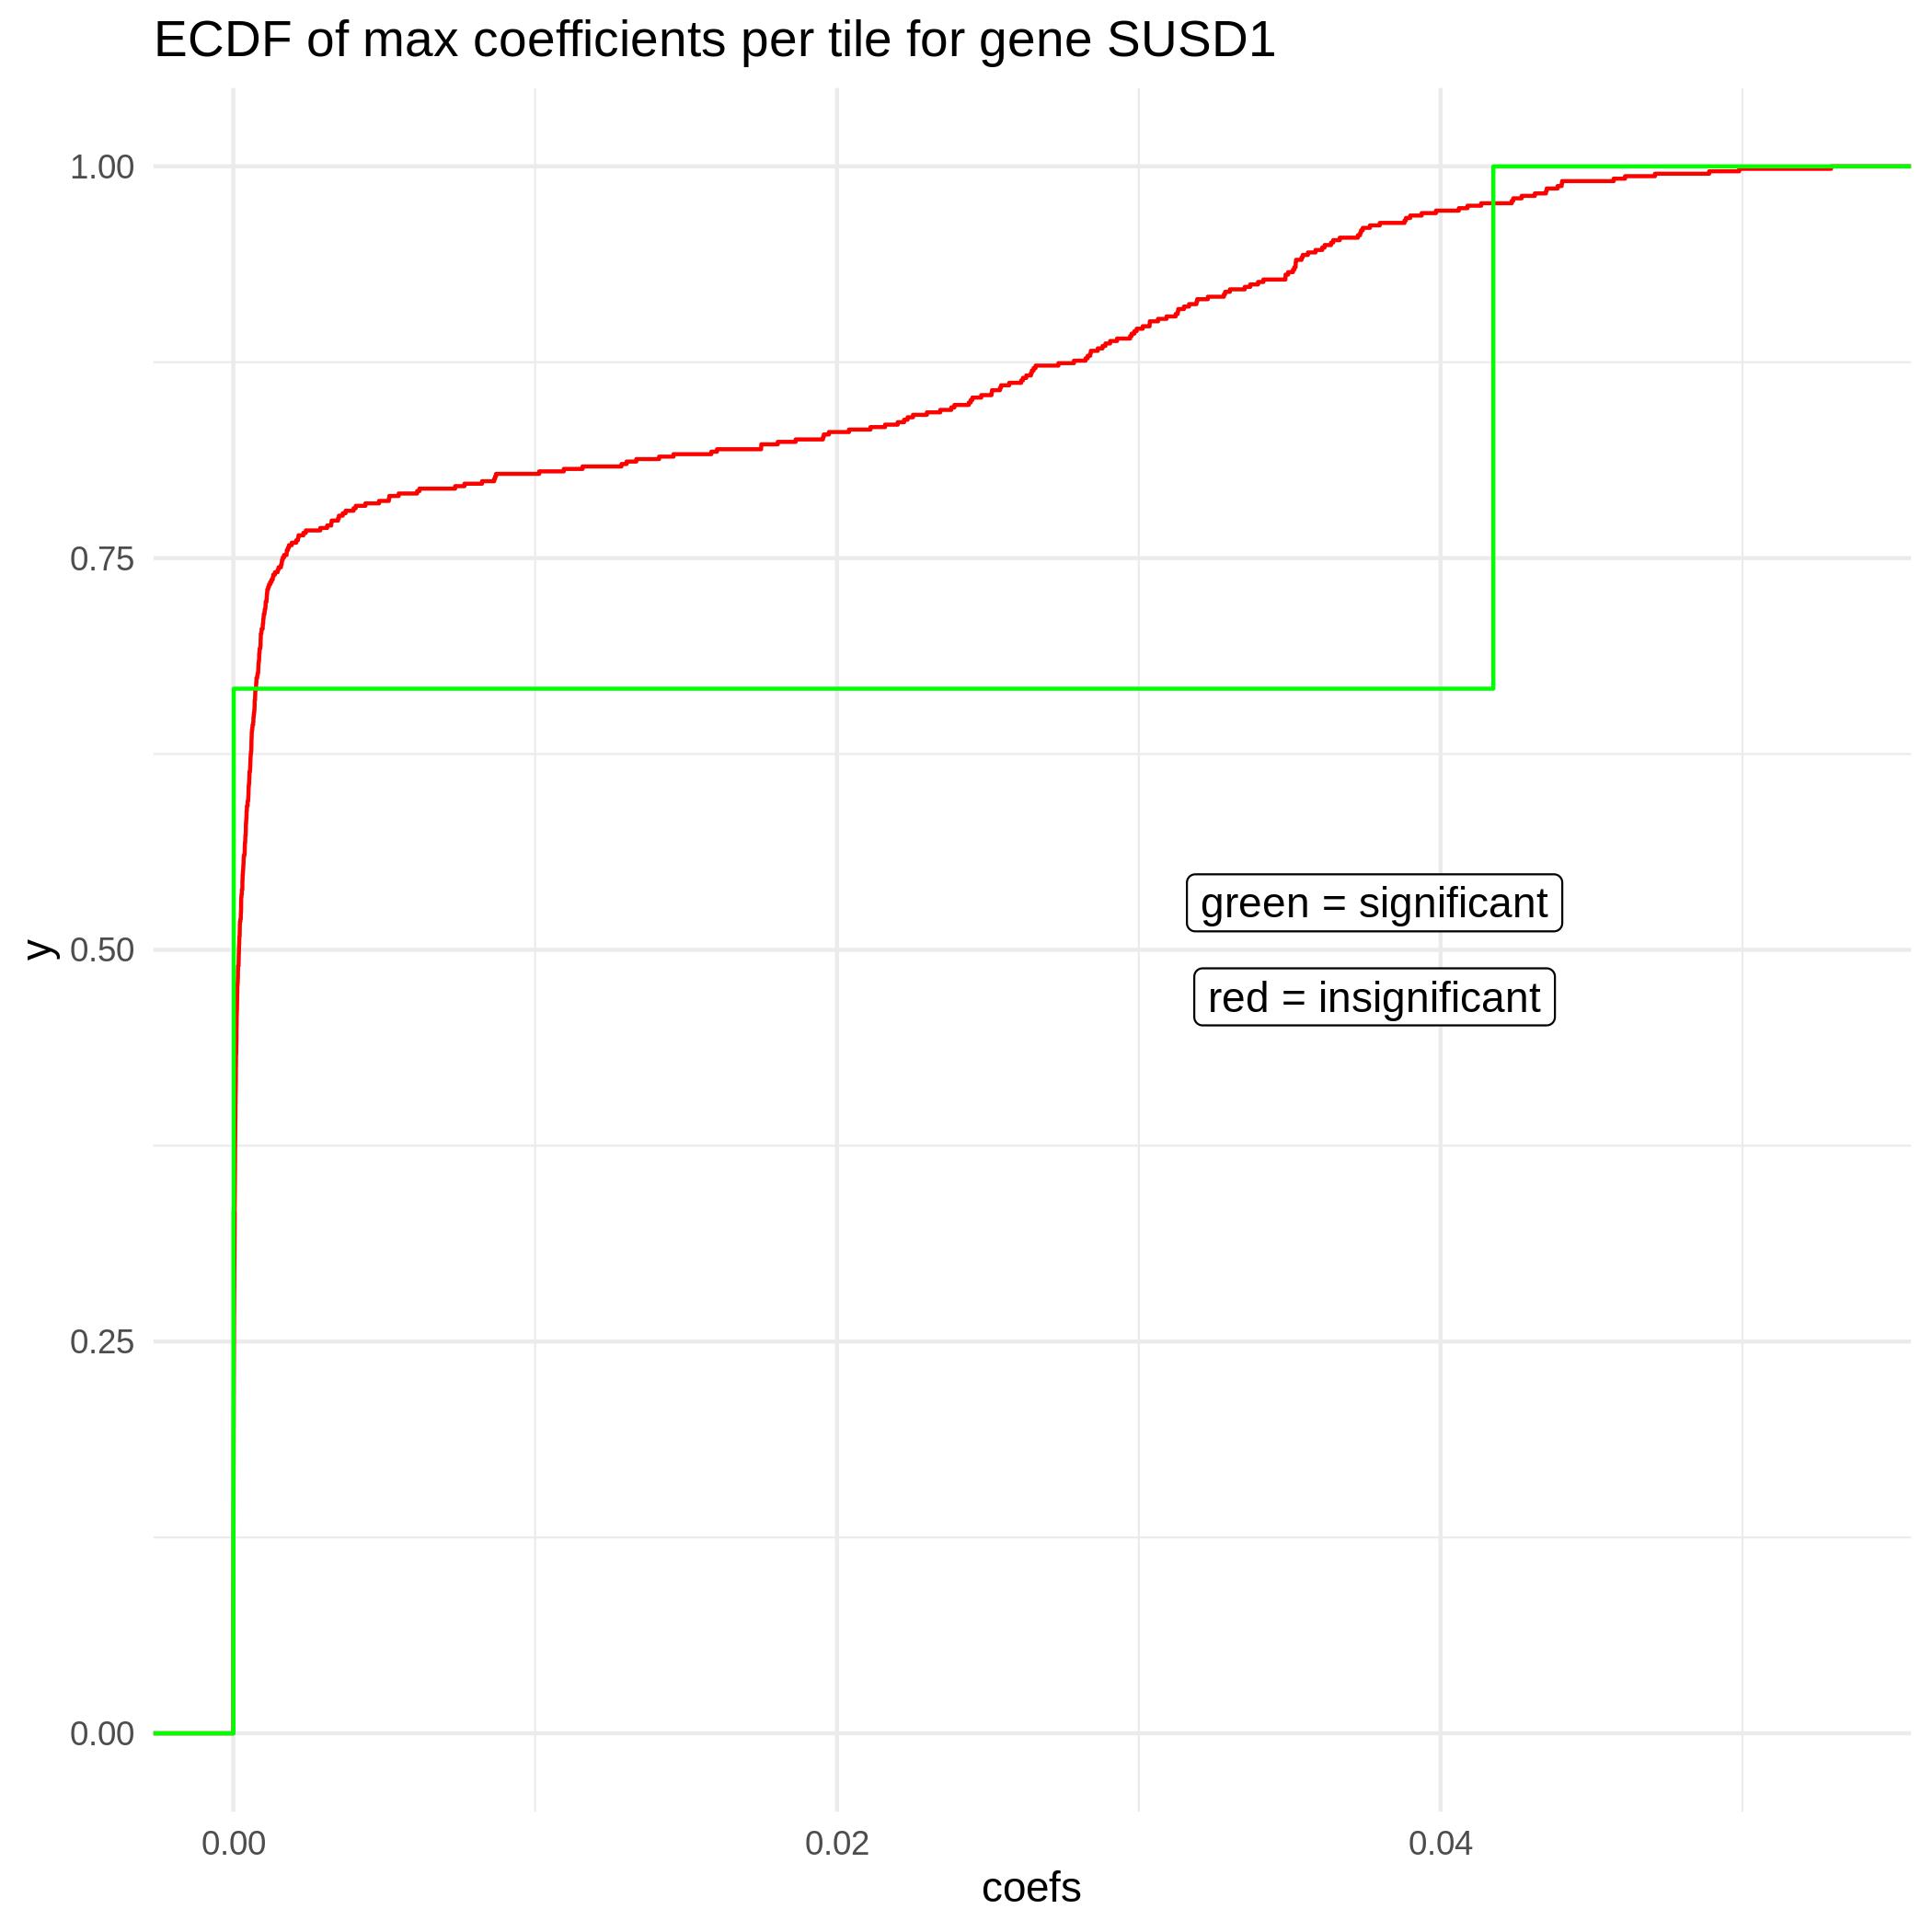 ECDF of max coefficients per tile for gene SUSD1
1.00
0.75
0.50
0.25
0.00
y
green = significant
red = insignificant
0.00
0.02
0.04
coefs